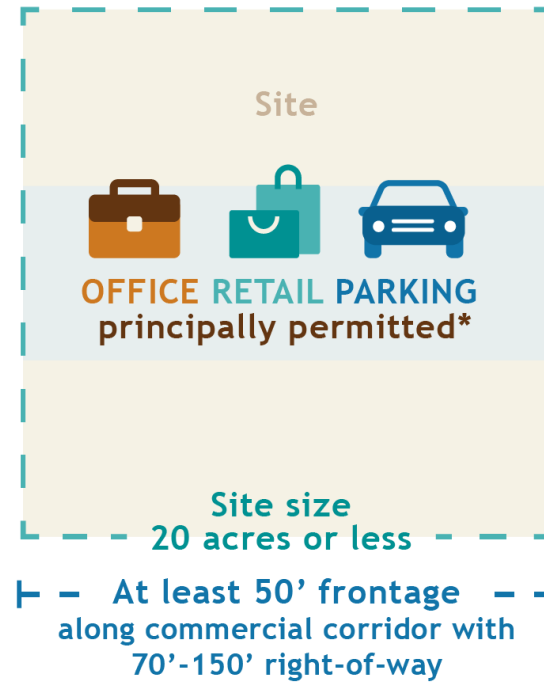 Site
OFFICE RETAIL PARKING
principally permitted*
Site size
20 acres or less
At least 50’ frontage
along commercial corridor with
70’-150’ right-of-way